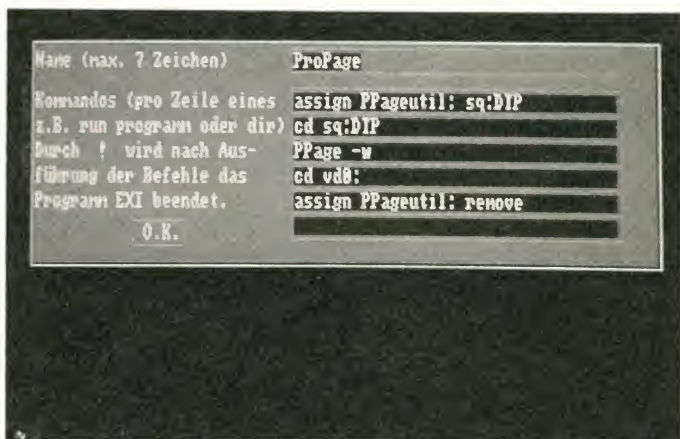 Name (max. 7 Zeichen) ProPage
Kommandos (pro Zeile eines assign PPageutil: sq:DIP
z.B. run programm oder dir) cd sq:DIP
Durch ! wird nach Aus- PPage -w
führung der Befehle das cd vd0:
Programm EXI beendet. assign PPageutil: remove
O.K.